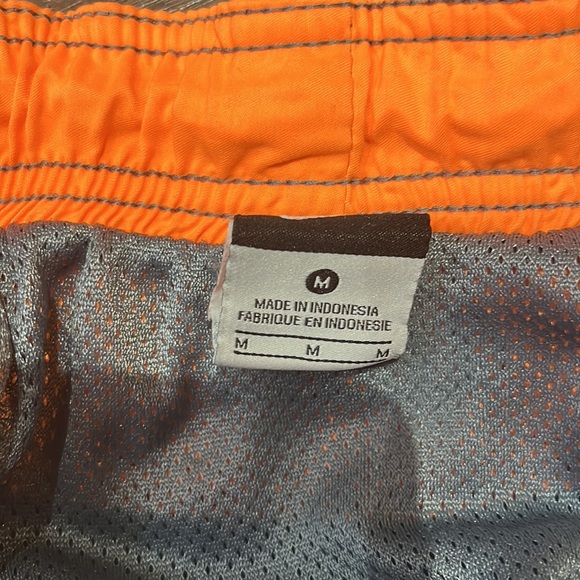 M
MADE IN INDONESIA
FABRIQUE EN INDONESIE
M M M